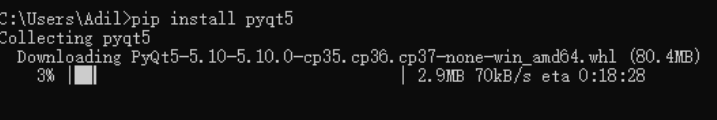 C:\Users\Adil>pip install pyqt5
Collecting pyqt5
Downloading PyQt5-5.10-5.10.0-cp35.cp36.cp37-none-win_amd64.whl (80.4MB)
3% |██ | 2.9MB 70kB/s eta 0:18:28